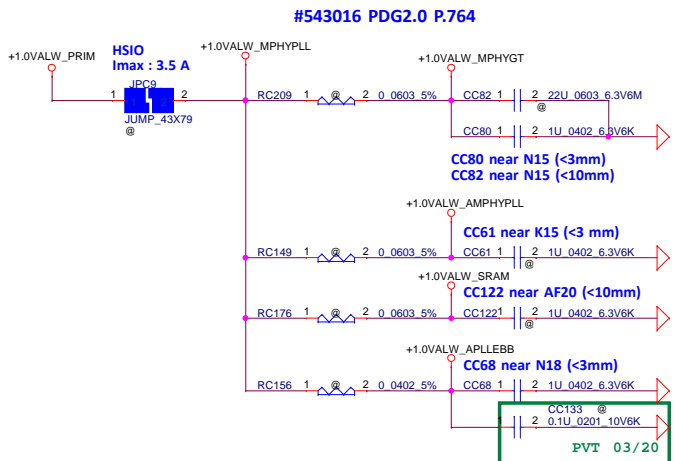 #543016 PDG2.0 P.764
+1.0VALW_PRIM
HSIO
Imax : 3.5 A
+1.0VALW_MPHYPLL
+1.0VALW_MPHYGT
JPC9
1 2
1 2
JUMP_43X79
@
RC209 1 @ 2 0_0603_5%
CC82 1 2 22U_0603_6.3V6M
@
CC80 1 2 1U_0402_6.3V6K
CC80 near N15 (<3mm)
CC82 near N15 (<10mm)
+1.0VALW_AMPHYPLL
CC61 near K15 (<3 mm)
RC149 1 @ 2 0_0603_5%
CC61 1 2 1U_0402_6.3V6K
@
+1.0VALW_SRAM
CC122 near AF20 (<10mm)
RC176 1 @ 2 0_0603_5%
CC122 1 2 1U_0402_6.3V6K
@
+1.0VALW_APLLEBB
CC68 near N18 (<3mm)
RC156 1 @ 2 0_0402_5%
CC68 1 2 1U_0402_6.3V6K
CC133 @
1 2 0.1U_0201_10V6K
PVT 03/20